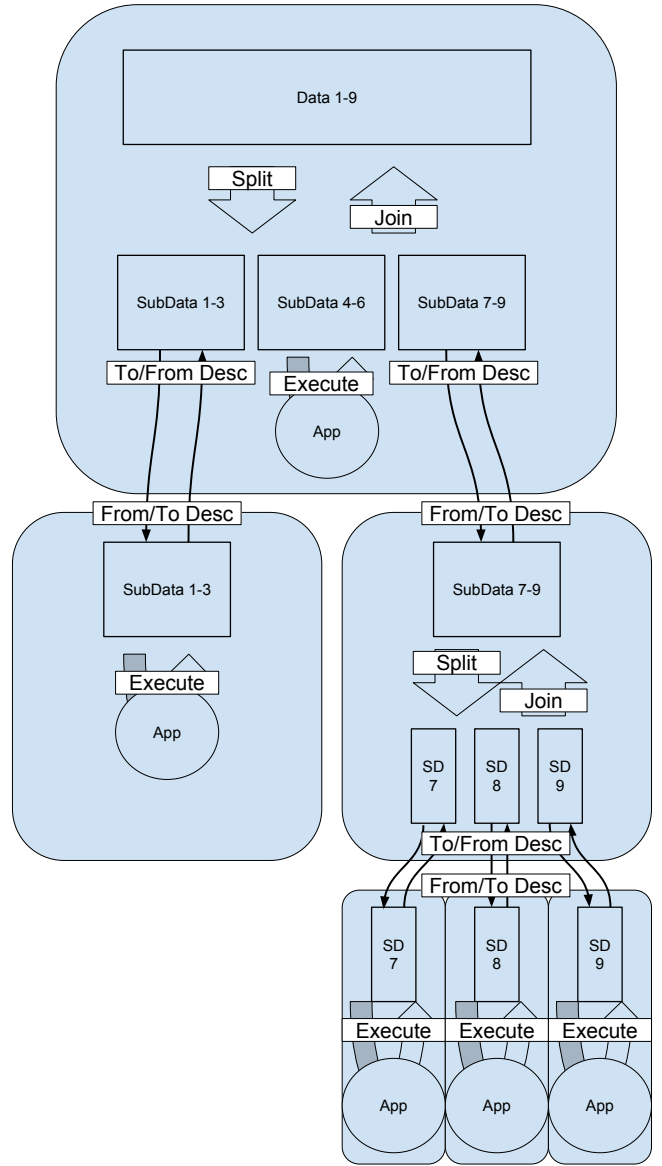 Data 1-9
Split
Join
SubData 1-3
SubData 4-6
SubData 7-9
To/From Desc
Execute
To/From Desc
App
From/To Desc
From/To Desc
SubData 1-3
SubData 7-9
Execute
App
Split
Join
SD
7
SD
8
SD
9
To/From Desc
From/To Desc
SD
7
SD
8
SD
9
Execute
Execute
Execute
App
App
App